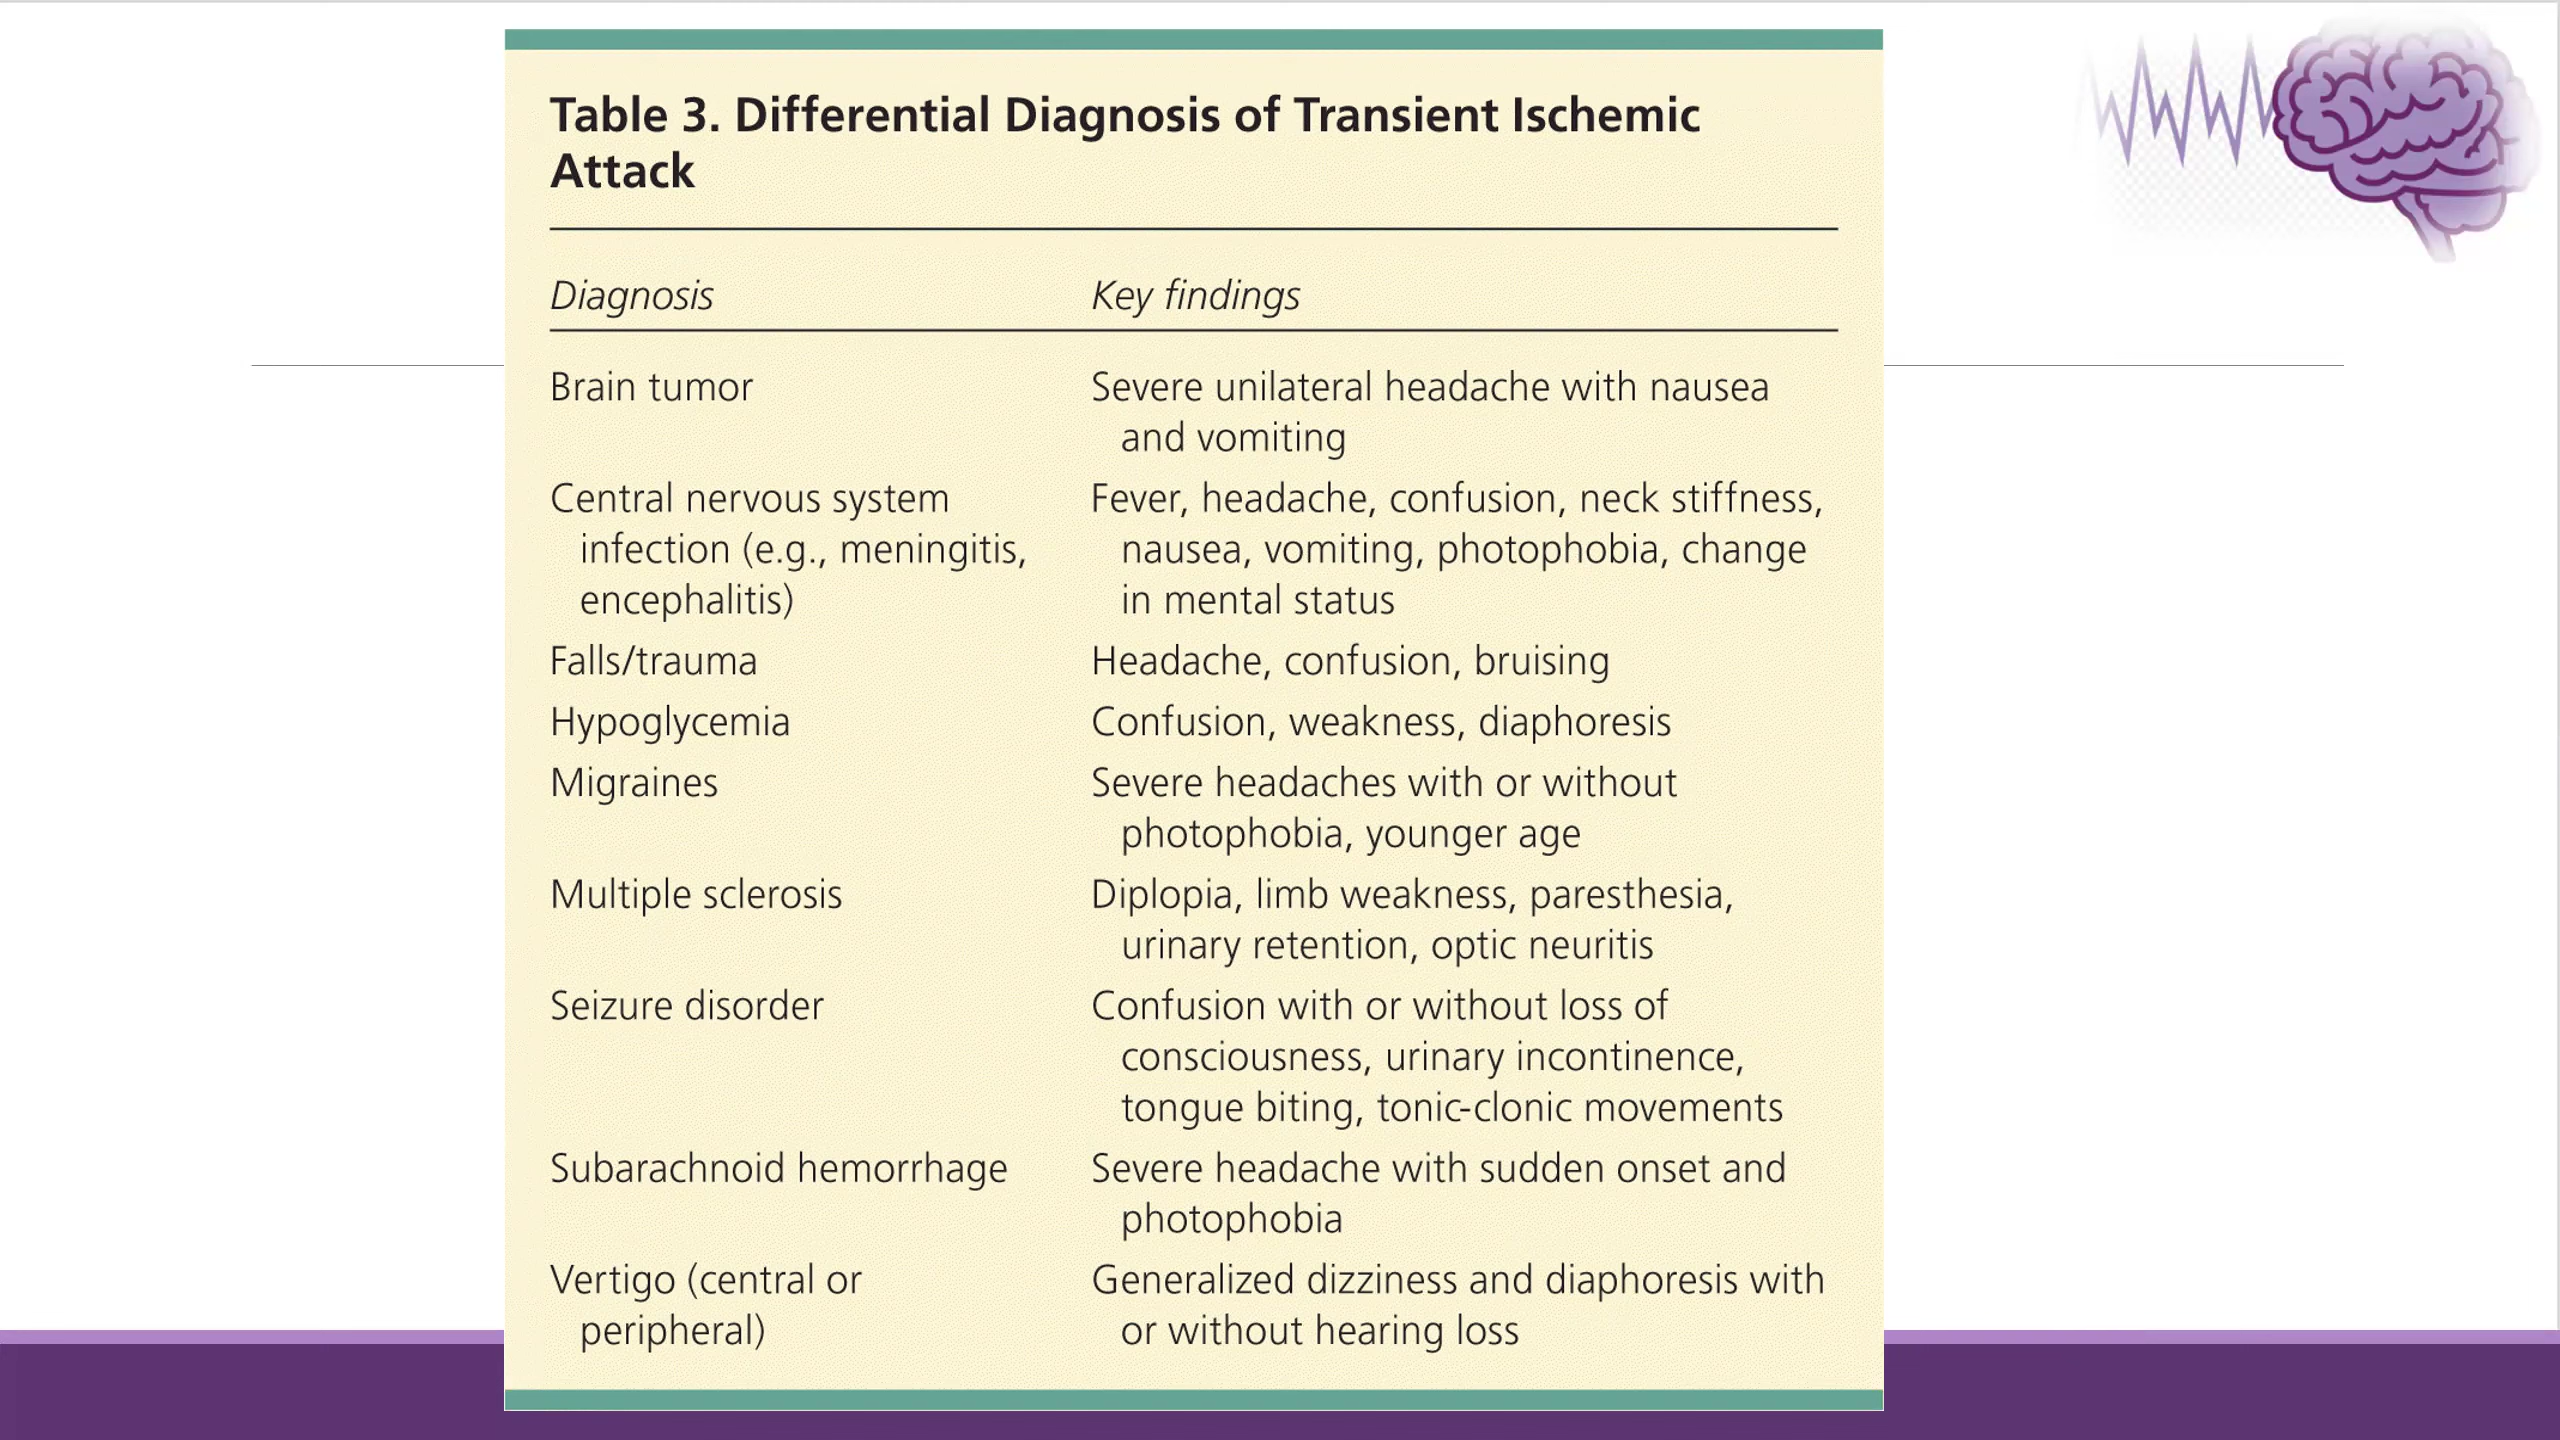 Table 3. Differential Diagnosis of Transient Ischemic
Attack
Diagnosis Key findings
Brain tumor Severe unilateral headache with nausea
and vomiting
Central nervous system Fever, headache, confusion, neck stiffness,
infection (e.g., meningitis, nausea, vomiting, photophobia, change
encephalitis) in mental status
Falls/trauma Headache, confusion, bruising
Hypoglycemia Confusion, weakness, diaphoresis
Migraines Severe headaches with or without
photophobia, younger age
Multiple sclerosis Diplopia, limb weakness, paresthesia,
urinary retention, optic neuritis
Seizure disorder Confusion with or without loss of
consciousness, urinary incontinence,
tongue biting, tonic-clonic movements
Subarachnoid hemorrhage Severe headache with sudden onset and
photophobia
Vertigo (central or Generalized dizziness and diaphoresis with
peripheral) or without hearing loss